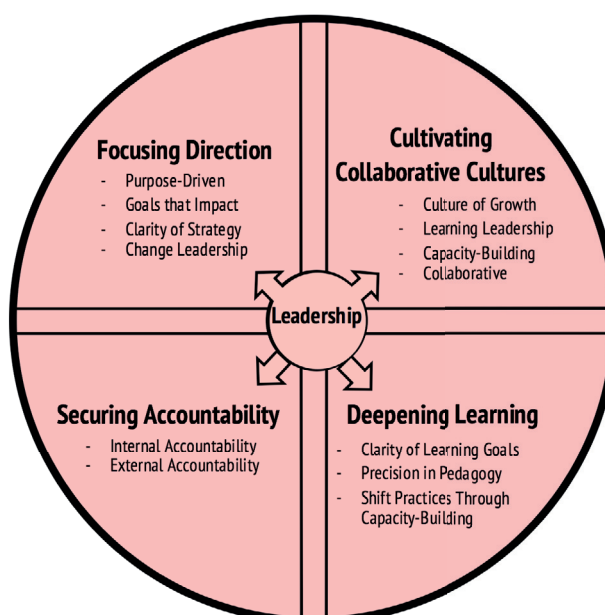 Focusing Direction
- Purpose-Driven
- Goals that Impact
- Clarity of Strategy
- Change Leadership
Cultivating
Collaborative Cultures
- Culture of Growth
- Learning Leadership
- Capacity-Building
- Collaborative
Leadership
Securing Accountability
- Internal Accountability
- External Accountability
Deepening Learning
- Clarity of Learning Goals
- Precision in Pedagogy
- Shift Practices Through
Capacity-Building